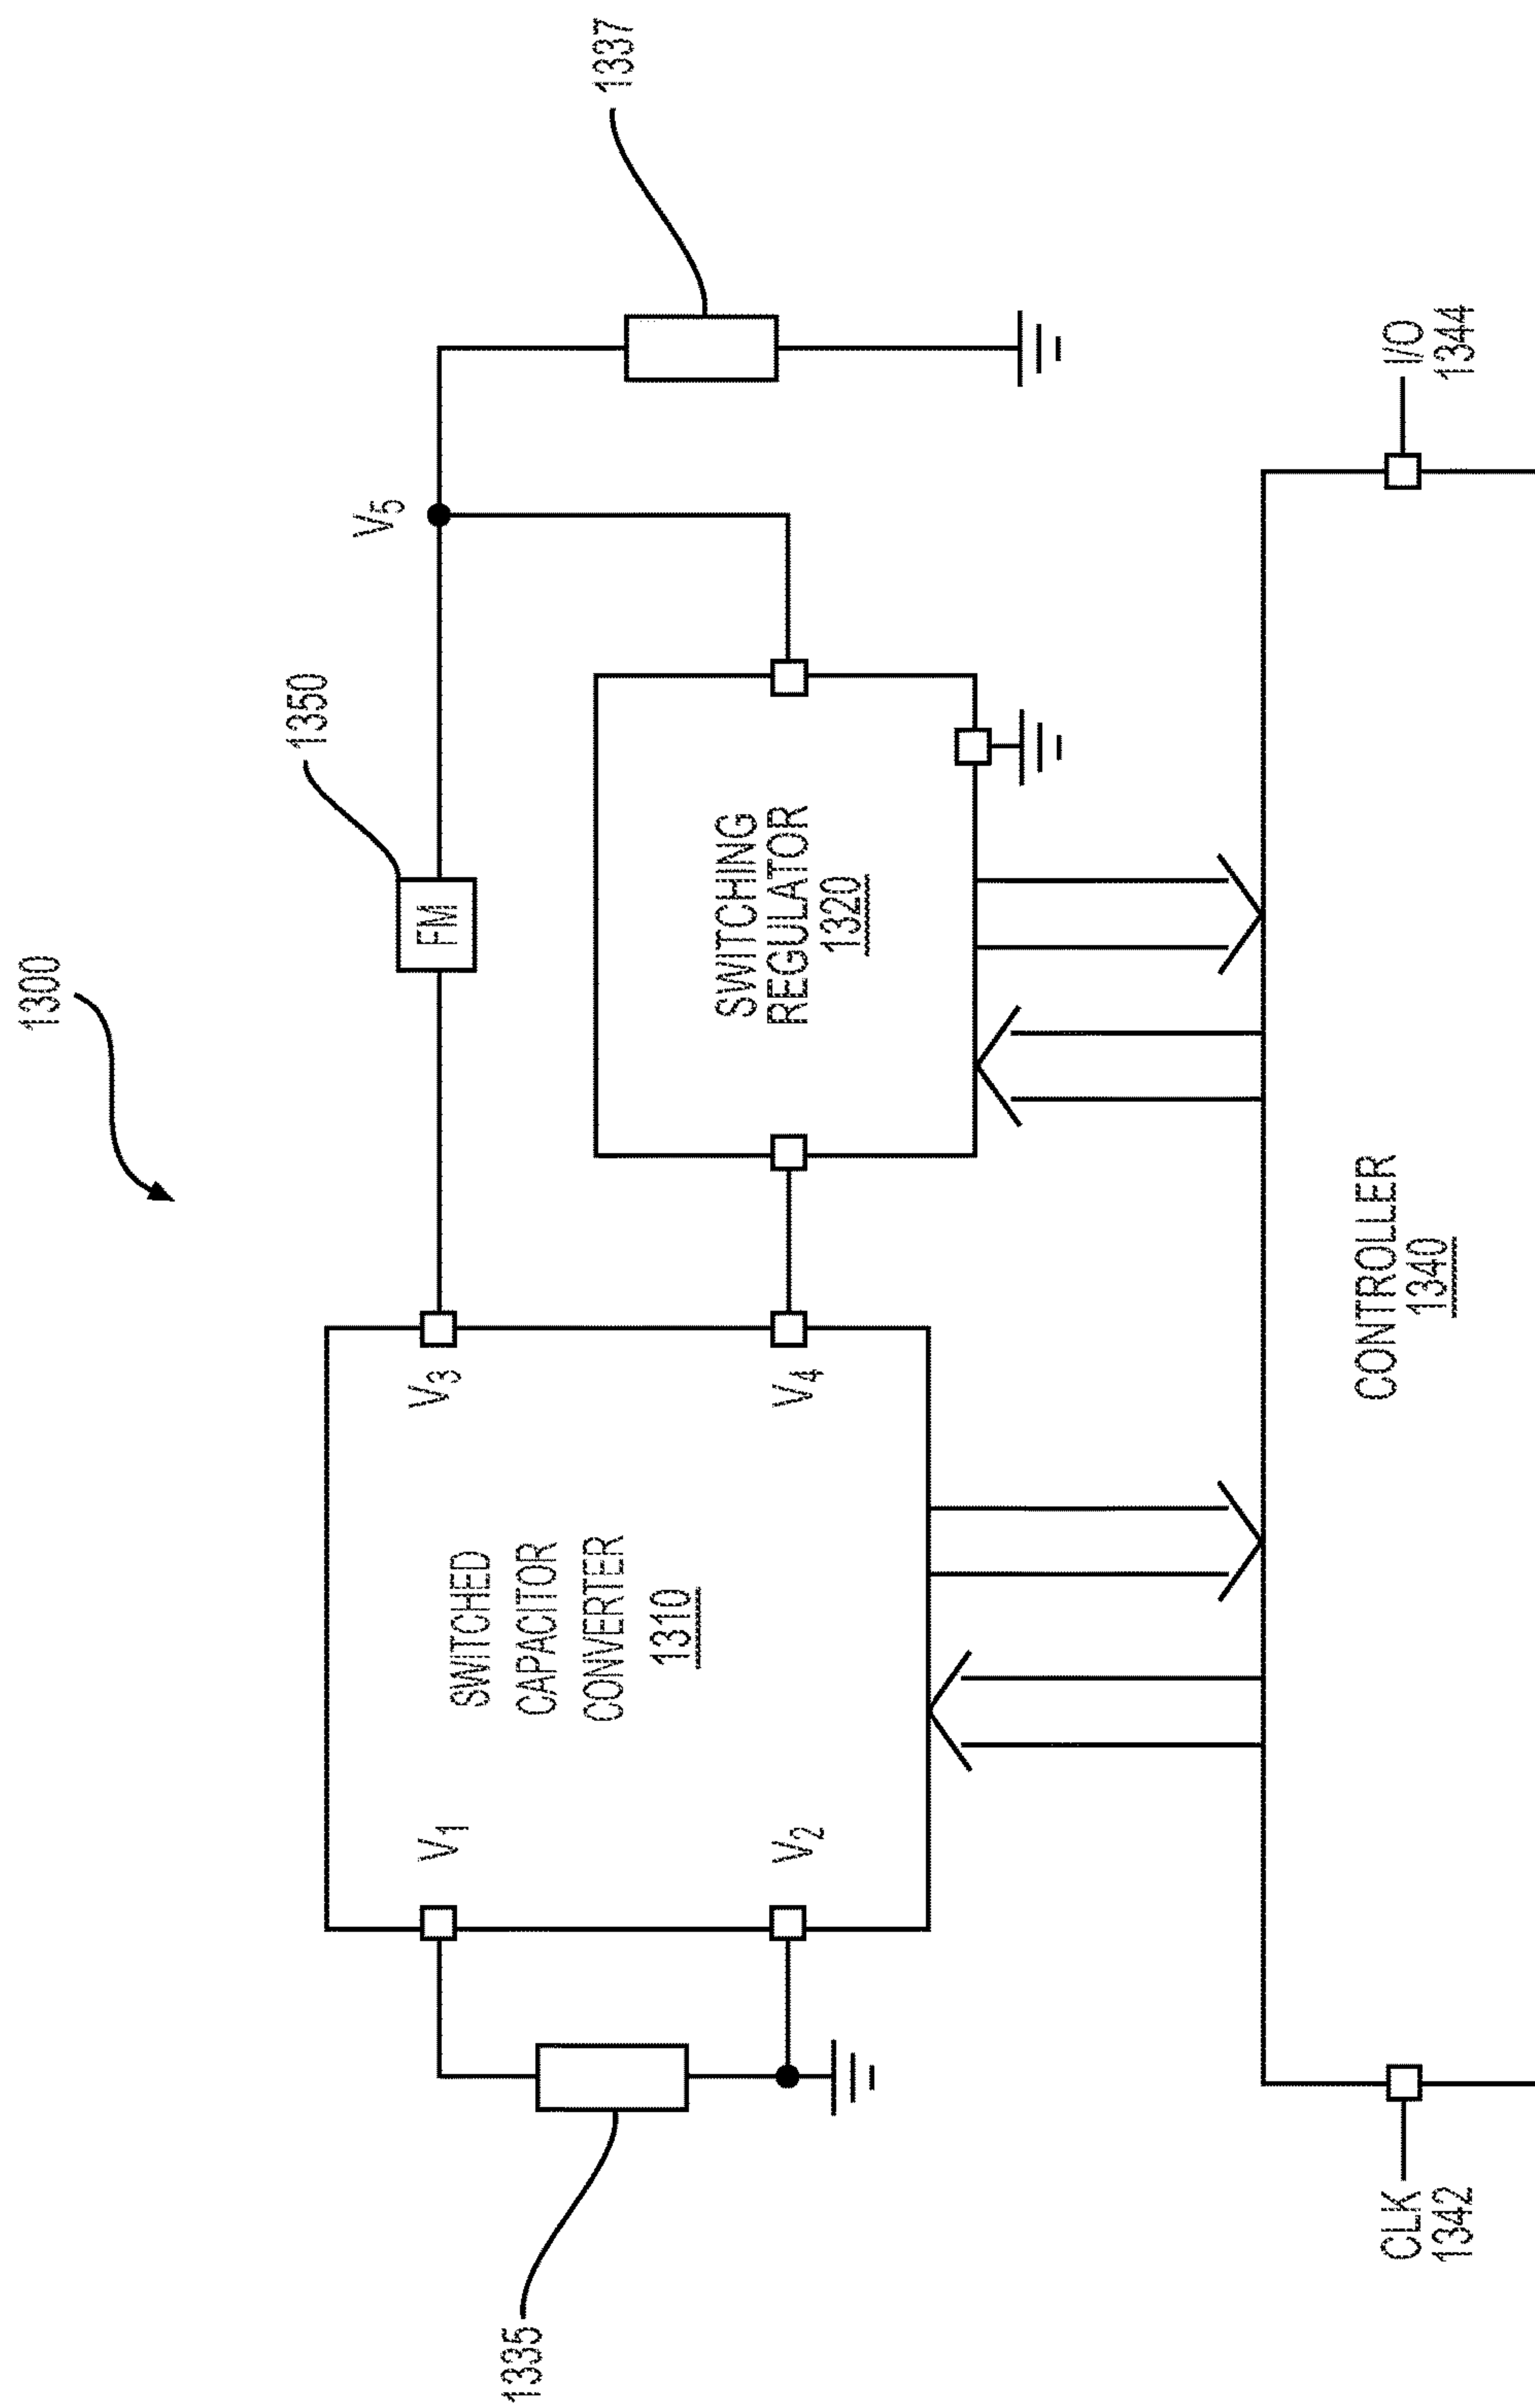 1300
1350
1337
FM
V5
V1
V3
SWITCHED
CAPACITOR
CONVERTER
1310
SWITCHING
REGULATOR
1320
V2
V4
1335
CONTROLLER
1340
CLK
1342
I/O
1344